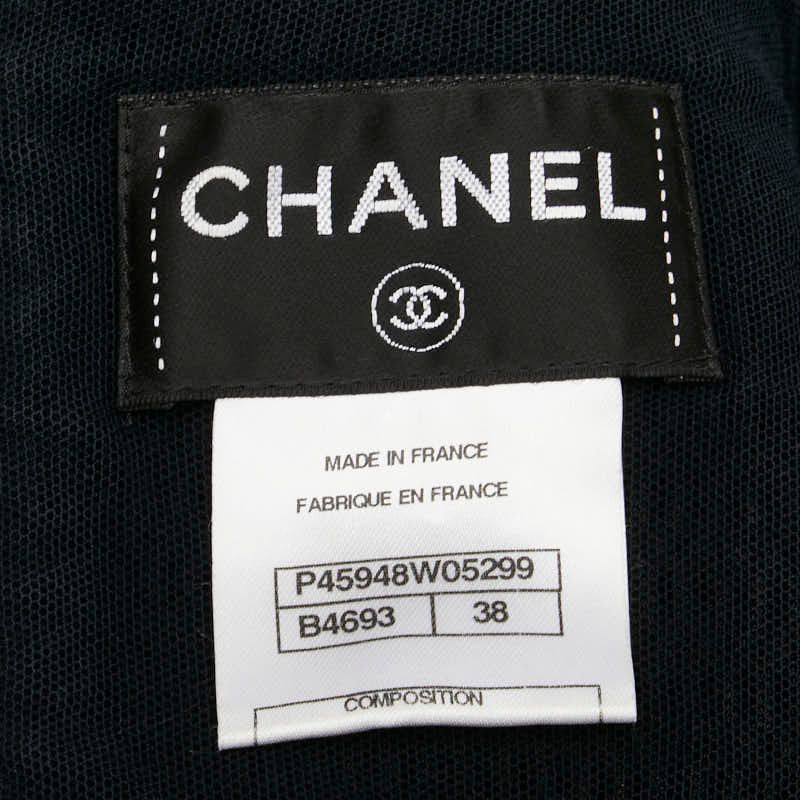 CHANEL
MADE IN FRANCE
FABRIQUE EN FRANCE
P45948W05299
B4693 38
COMPOSITION